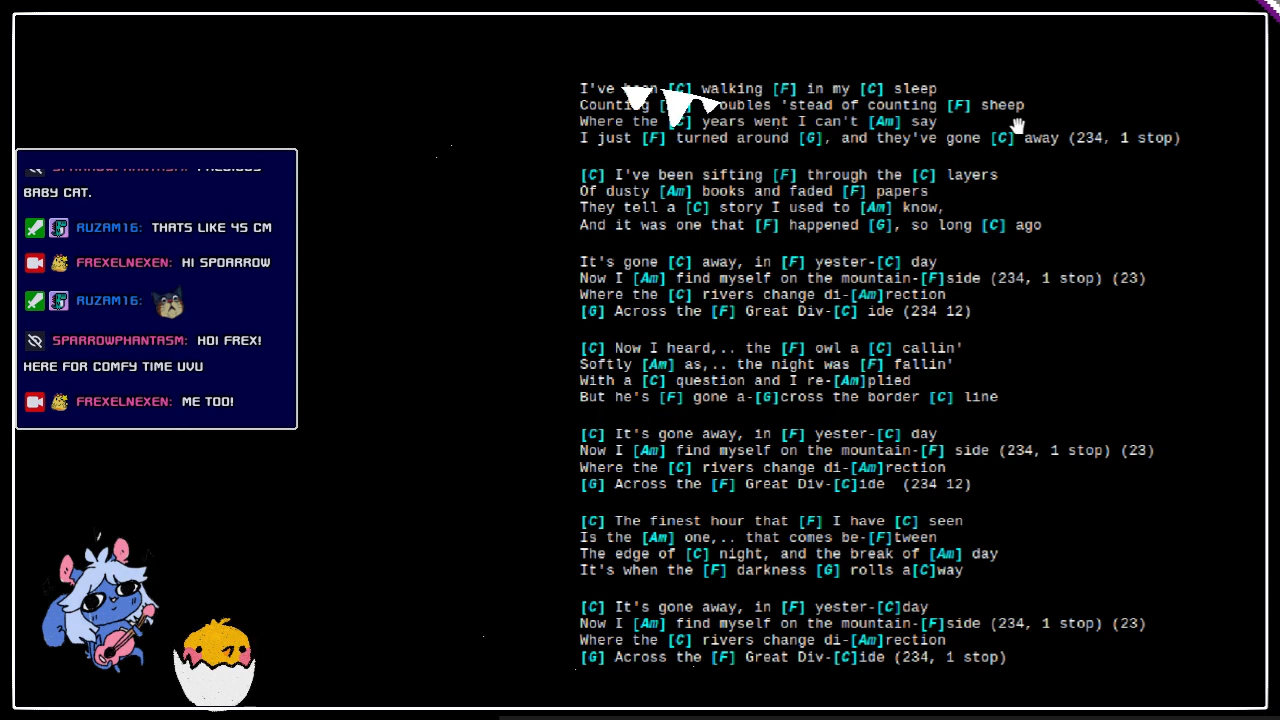 I've [C] walking [F] in my [C] sleep
Counting 'stead of counting [F] sheep
Where the years went I can't [Am] say
I just [F] turned around [G], and they've gone [C] away (234, 1 stop)
[C] I've been sifting [F] through the [C] layers
Of dusty [Am] books and faded [F] papers
They tell a [C] story I used to [Am] know,
And it was one that [F] happened [G], so long [C] ago
It's gone [C] away, in [F] yester-[C] day
Now I [Am] find myself on the mountain-[F]side (234, 1 stop) (23)
Where the [C] rivers change di-[Am]rection
[G] Across the [F] Great Div-[C] ide (234 12)
[C] Now I heard,.. the [F] owl a [C] callin'
Softly [Am] as,.. the night was [F] fallin'
With a [C] question and I re-[Am]plied
But he's [F] gone a-[G]cross the border [C] line
[C] It's gone away, in [F] yester-[C] day
Now I [Am] find myself on the mountain-[F] side (234, 1 stop) (23)
Where the [C] rivers change di-[Am]rection
[G] Across the [F] Great Div-[C]ide (234 12)
[C] The finest hour that [F] I have [C] seen
Is the [Am] one,.. that comes be-[F]tween
The edge of [C] night, and the break of [Am] day
It's when the [F] darkness [G] rolls a[C]way
[C] It's gone away, in [F] yester-[C]day
Now I [Am] find myself on the mountain-[F]side (234, 1 stop) (23)
Where the [C] rivers change di-[Am]rection
[G] Across the [F] Great Div-[C]ide (234, 1 stop)
BABY CAT.
RUZAM16: THATS LIKE 45 CM
FREXELNEXEN: HI SPOARROW
RUZAM16:
SPARROWPHANTASM: HOI FREX!
HERE FOR COMFY TIME UVU
FREXELNEXEN: ME TOO!